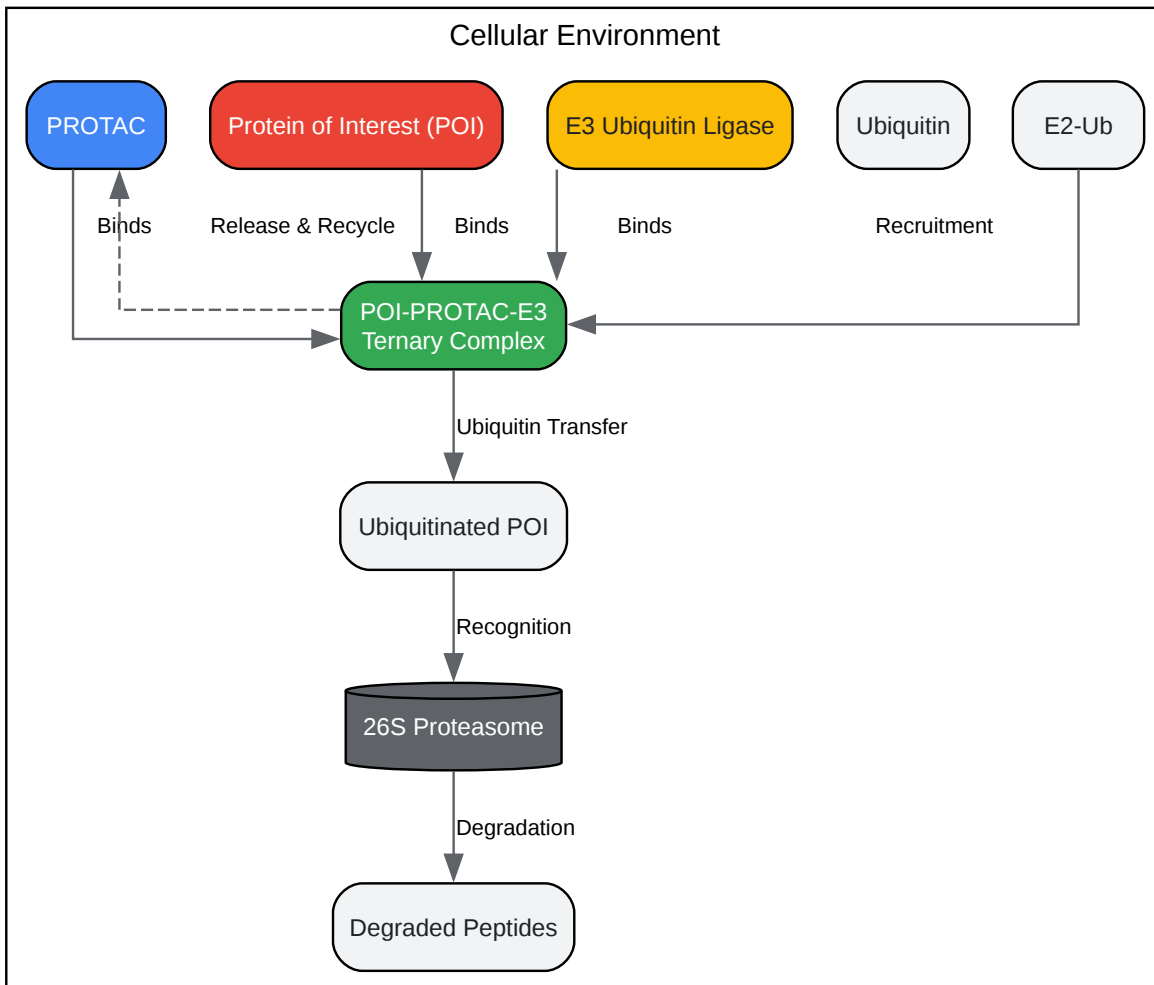 Cellular Environment
PROTAC
Protein of Interest (POI)
E3 Ubiquitin Ligase
Ubiquitin
E2-Ub
Binds
Release & Recycle
Binds
Binds
Recruitment
POI-PROTAC-E3
Ternary Complex
Ubiquitin Transfer
Ubiquitinated POI
Recognition
26S Proteasome
Degradation
Degraded Peptides